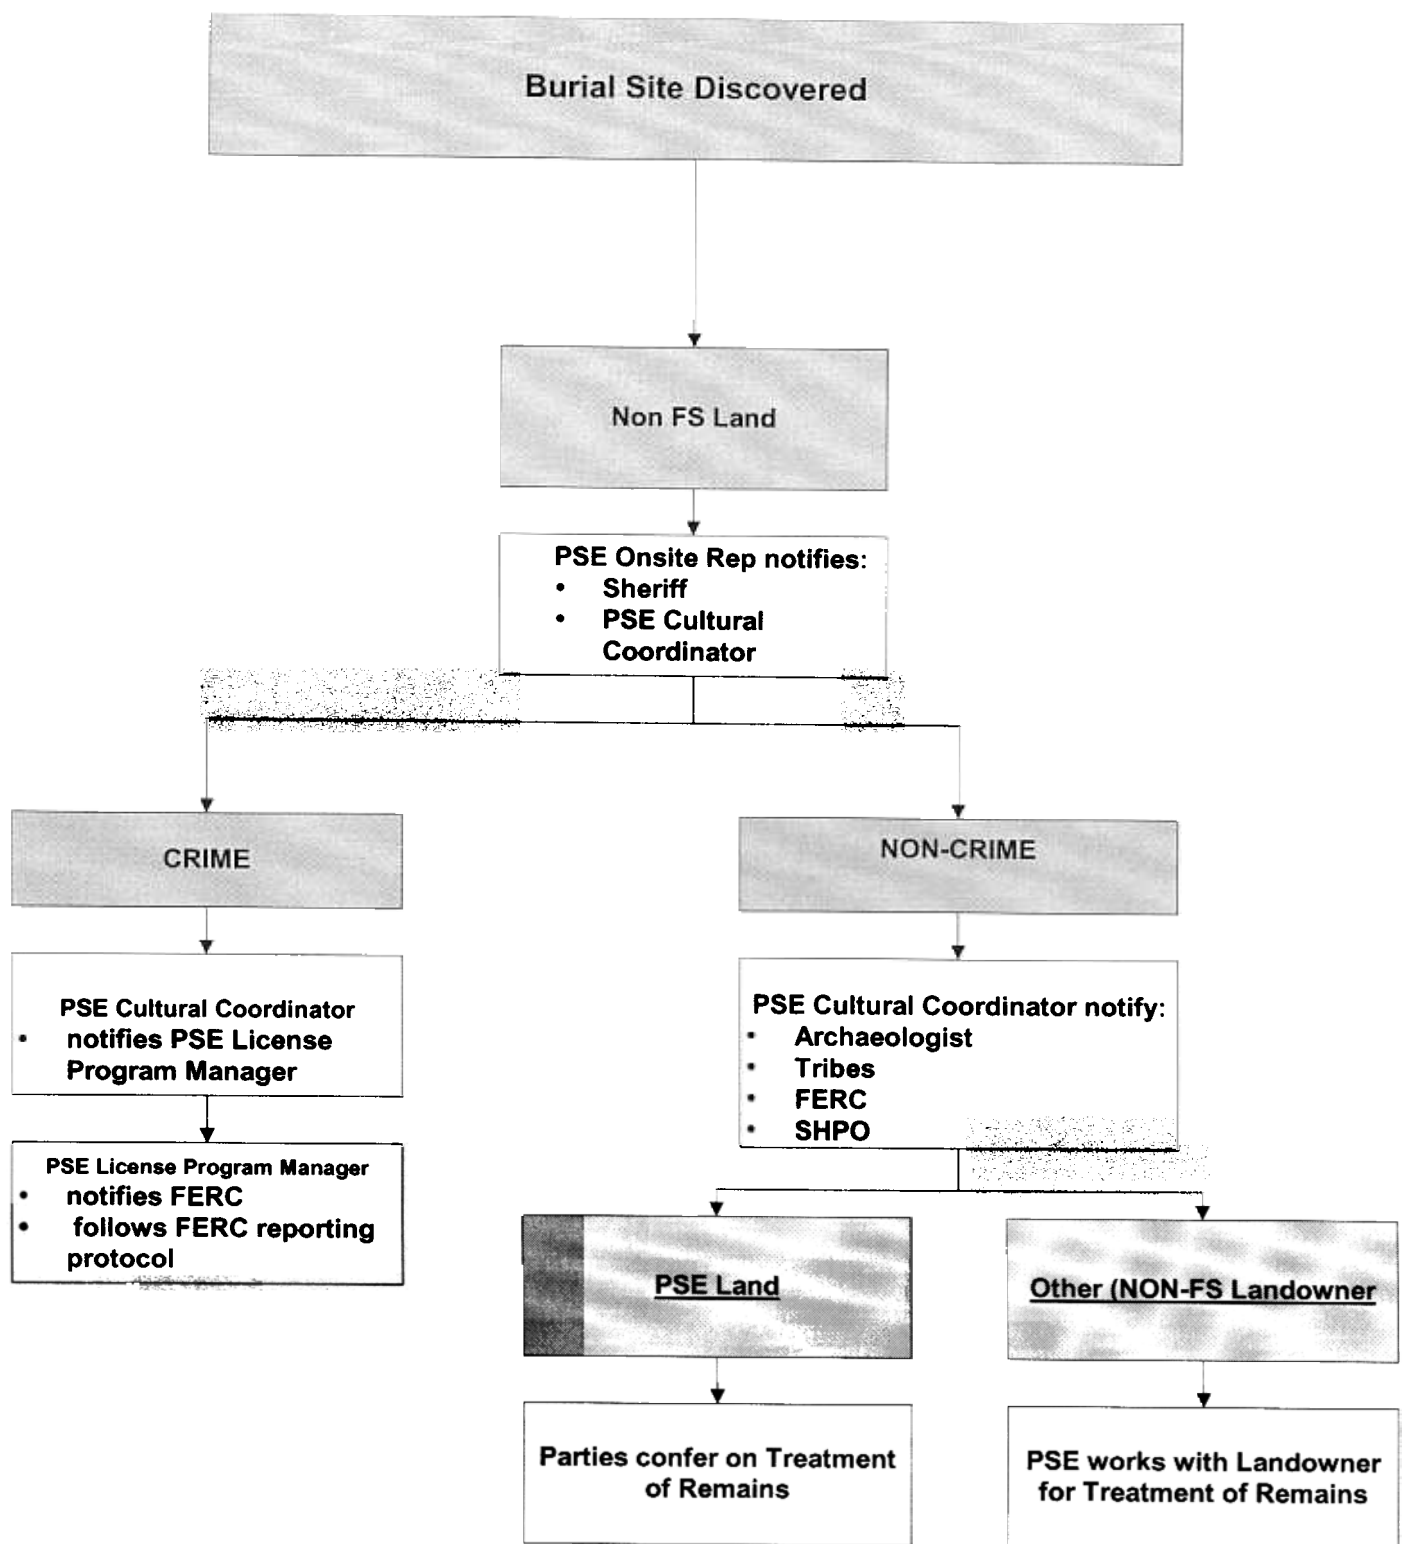 Burial Site Discovered
Non FS Land
PSE Onsite Rep notifies:
• Sheriff
• PSE Cultural
Coordinator
CRIME
PSE Cultural Coordinator
• notifies PSE License
Program Manager
PSE License Program Manager
• notifies FERC
• follows FERC reporting
protocol
NON-CRIME
PSE Cultural Coordinator notify:
• Archaeologist
• Tribes
• FERC
• SHPO
PSE Land
Parties confer on Treatment
of Remains
Other (NON-FS Landowner
PSE works with Landowner
for Treatment of Remains